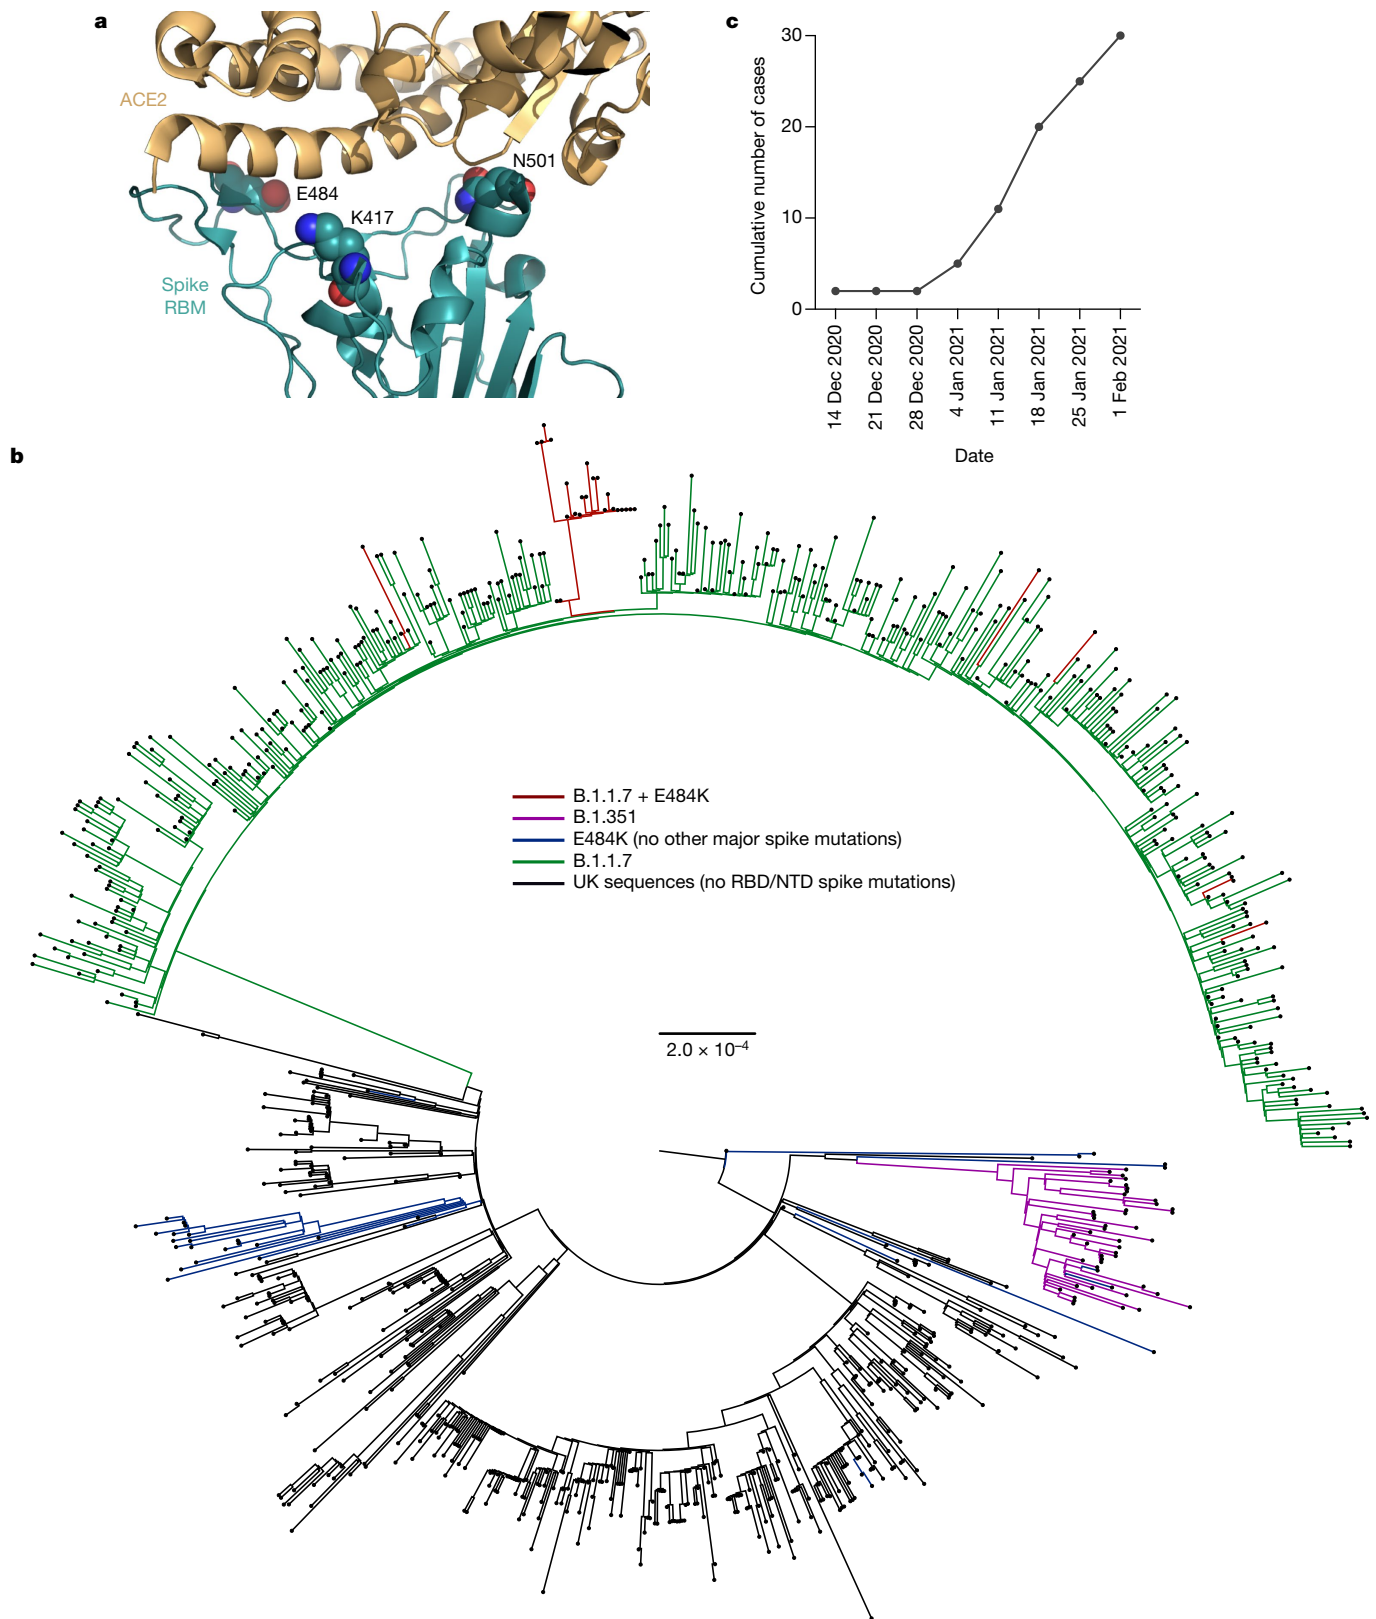 a
ACE2
E484
K417
N501
Spike
RBM
c
Cumulative number of cases
30
20
10
0
14 Dec 2020
21 Dec 2020
28 Dec 2020
4 Jan 2021
11 Jan 2021
18 Jan 2021
25 Jan 2021
1 Feb 2021
Date
b
B.1.1.7 + E484K
B.1.351
E484K (no other major spike mutations)
B.1.1.7
UK sequences (no RBD/NTD spike mutations)
2.0 × 10⁻⁴